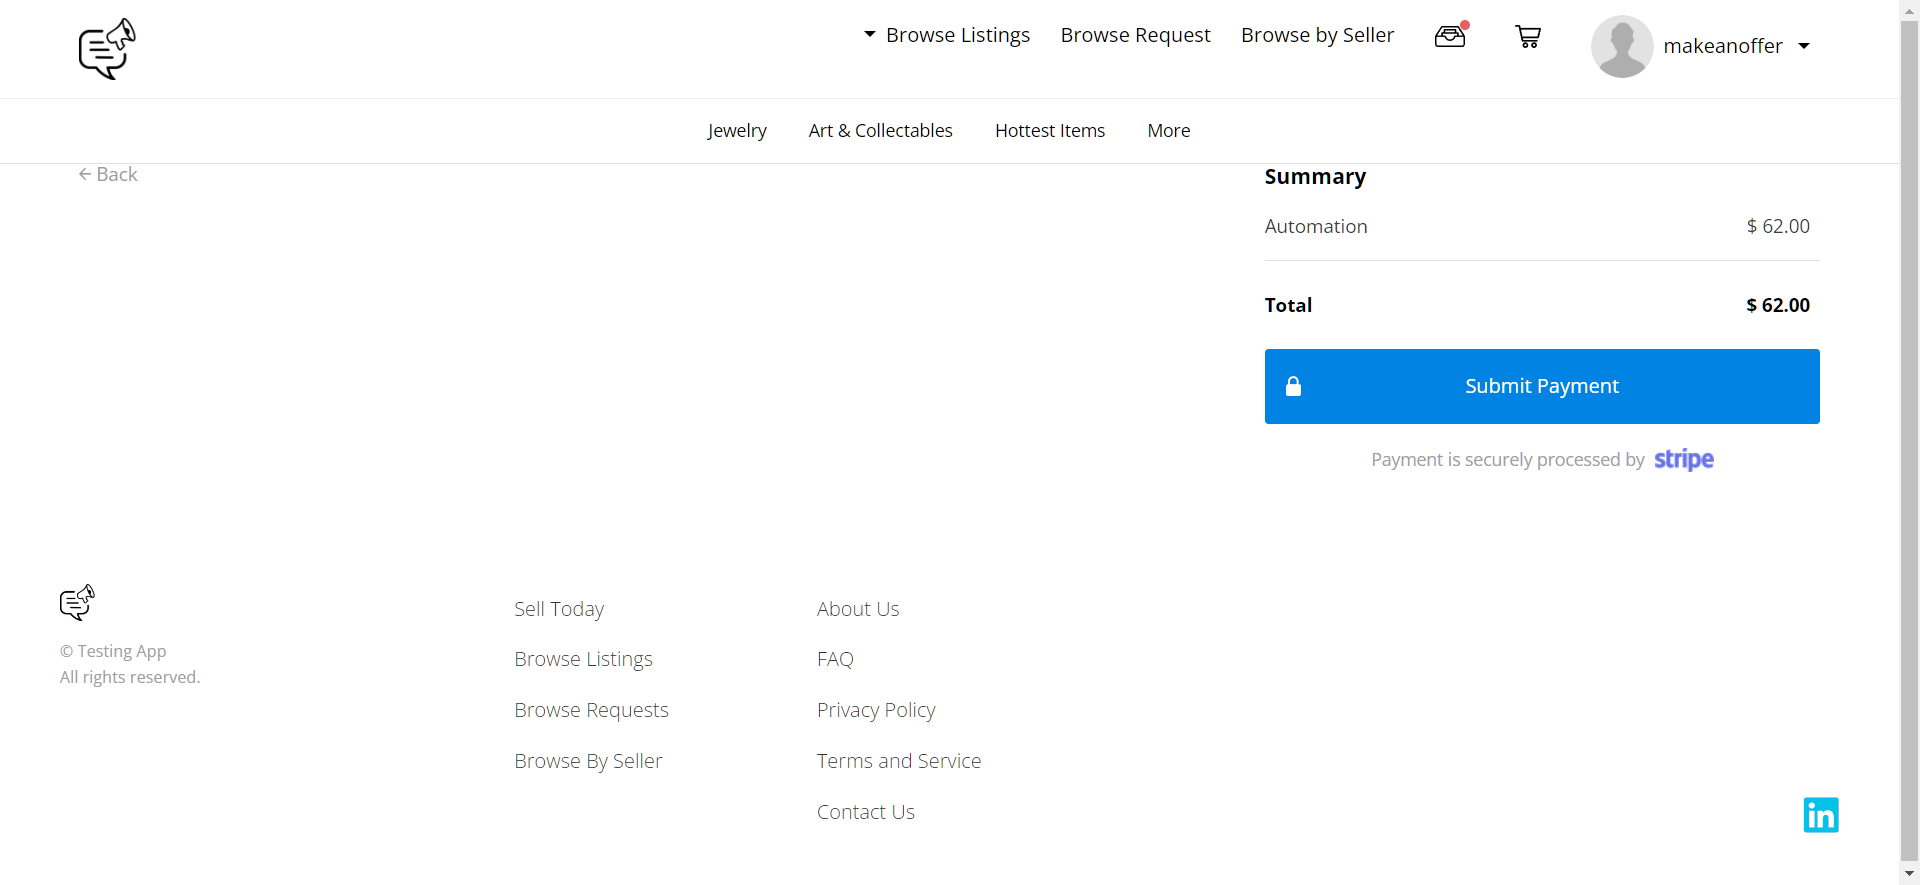 Browse Listings Browse Request Browse by Seller makeanoffer
Jewelry Art & Collectables Hottest Items More
← Back
Summary
Automation $ 62.00
Total $ 62.00
Submit Payment
Payment is securely processed by stripe
© Testing App
All rights reserved.
Sell Today
Browse Listings
Browse Requests
Browse By Seller
About Us
FAQ
Privacy Policy
Terms and Service
Contact Us
in